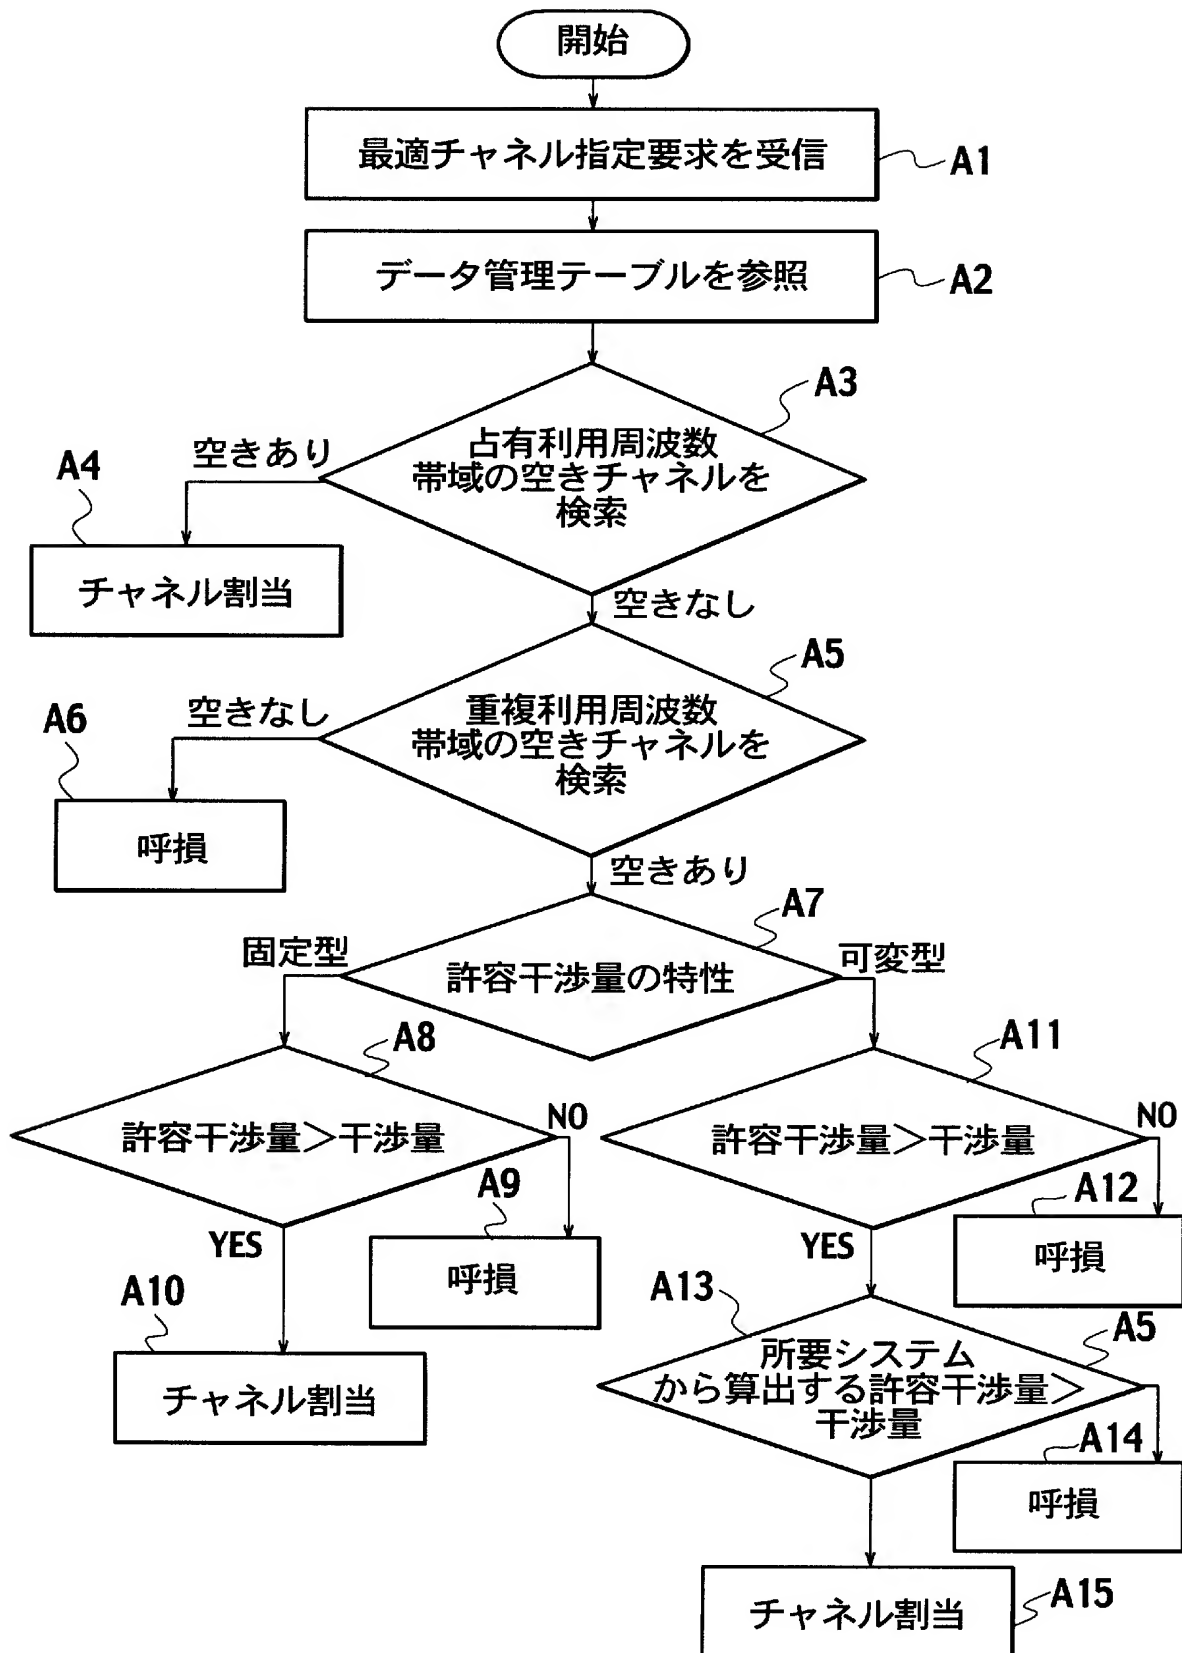 開始
最適チャネル指定要求を受信
A1
データ管理テーブルを参照
A2
A3
占有利用周波数
帯域の空きチャネルを
検索
空きあり
A4
チャネル割当
空きなし
A5
重複利用周波数
帯域の空きチャネルを
検索
空きなし
A6
呼損
空きあり
A7
許容干渉量の特性
固定型
可変型
A8
許容干渉量＞干渉量
NO
A9
呼損
YES
A10
チャネル割当
A11
許容干渉量＞干渉量
NO
A12
呼損
YES
A13
所要システム
から算出する許容干渉量＞
干渉量
A5
A14
呼損
チャネル割当
A15